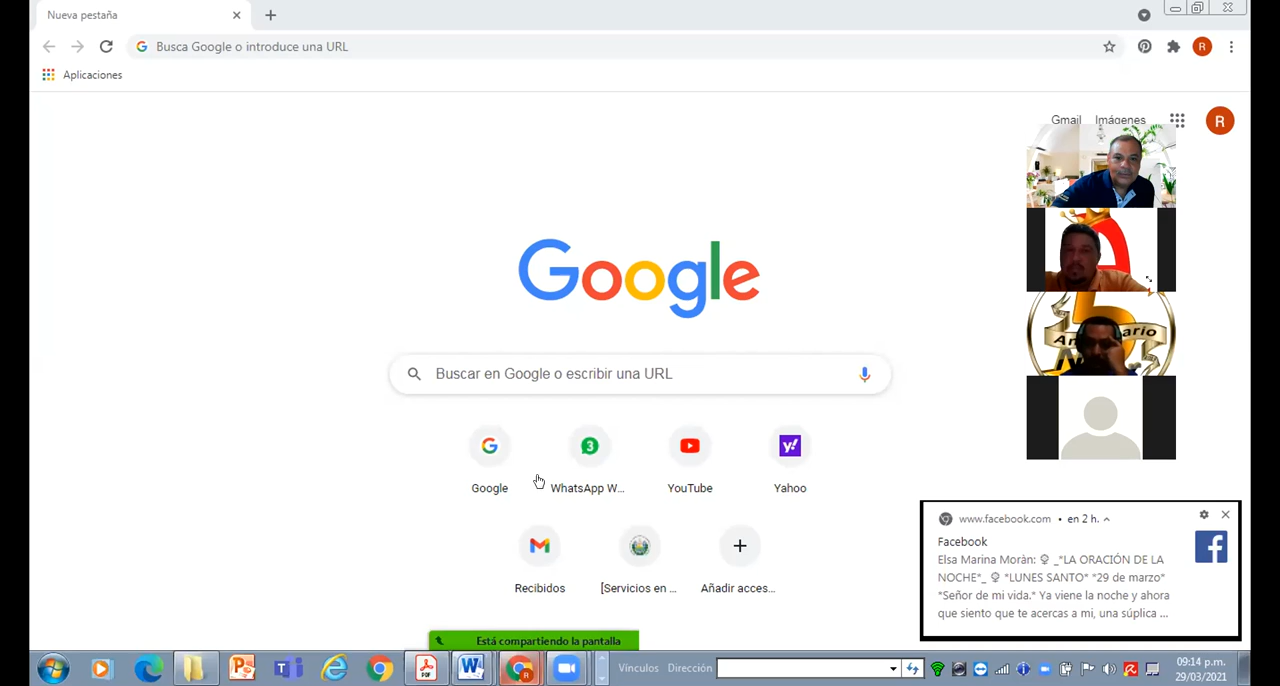 Nueva pestaña
Busca Google o introduce una URL
R
Aplicaciones
Gmail Imágenes
R
Google
Buscar en Google o escribir una URL
3
y!
Google WhatsApp W... YouTube Yahoo
Recibidos [Servicios en ... Añadir acces...
www.facebook.com • en 2 h.
Facebook
Elsa Marina Moràn: _*LA ORACIÓN DE LA
NOCHE*_ *LUNES SANTO* *29 de marzo*
*Señor de mi vida.* Ya viene la noche y ahora
que siento que te acercas a mi, una súplica ...
Está compartiendo la pantalla
Vínculos Dirección
09:14 p.m.
29/03/2021